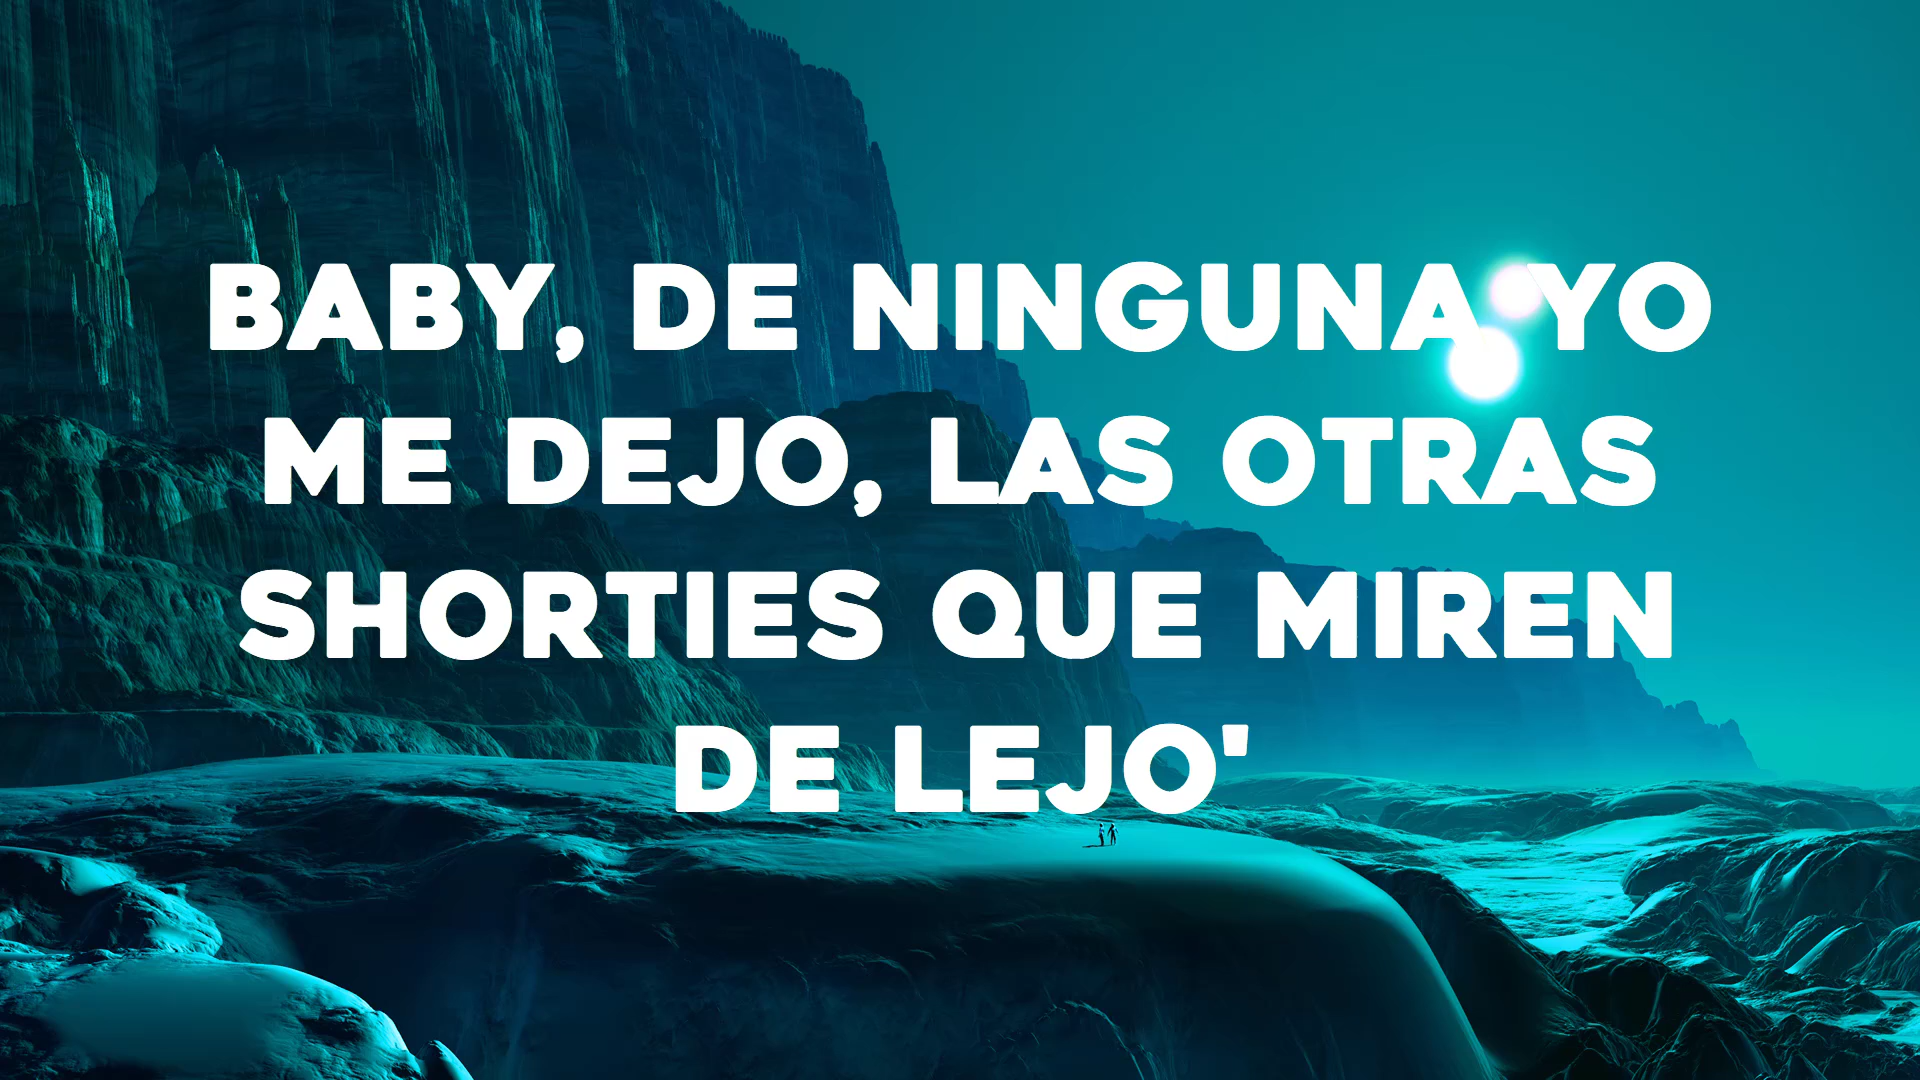 BABY, DE NINGUNA YO
ME DEJO, LAS OTRAS
SHORTIES QUE MIREN
DE LEJO'